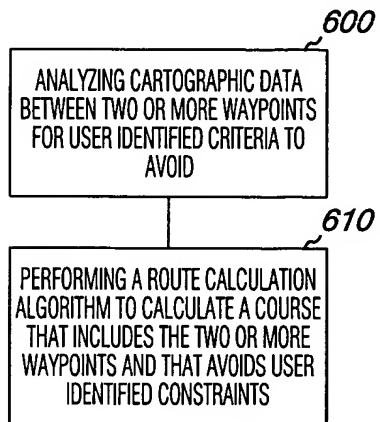 600
ANALYZING CARTOGRAPHIC DATA
BETWEEN TWO OR MORE WAYPOINTS
FOR USER IDENTIFIED CRITERIA TO
AVOID
610
PERFORMING A ROUTE CALCULATION
ALGORITHM TO CALCULATE A COURSE
THAT INCLUDES THE TWO OR MORE
WAYPOINTS AND THAT AVOIDS USER
IDENTIFIED CONSTRAINTS